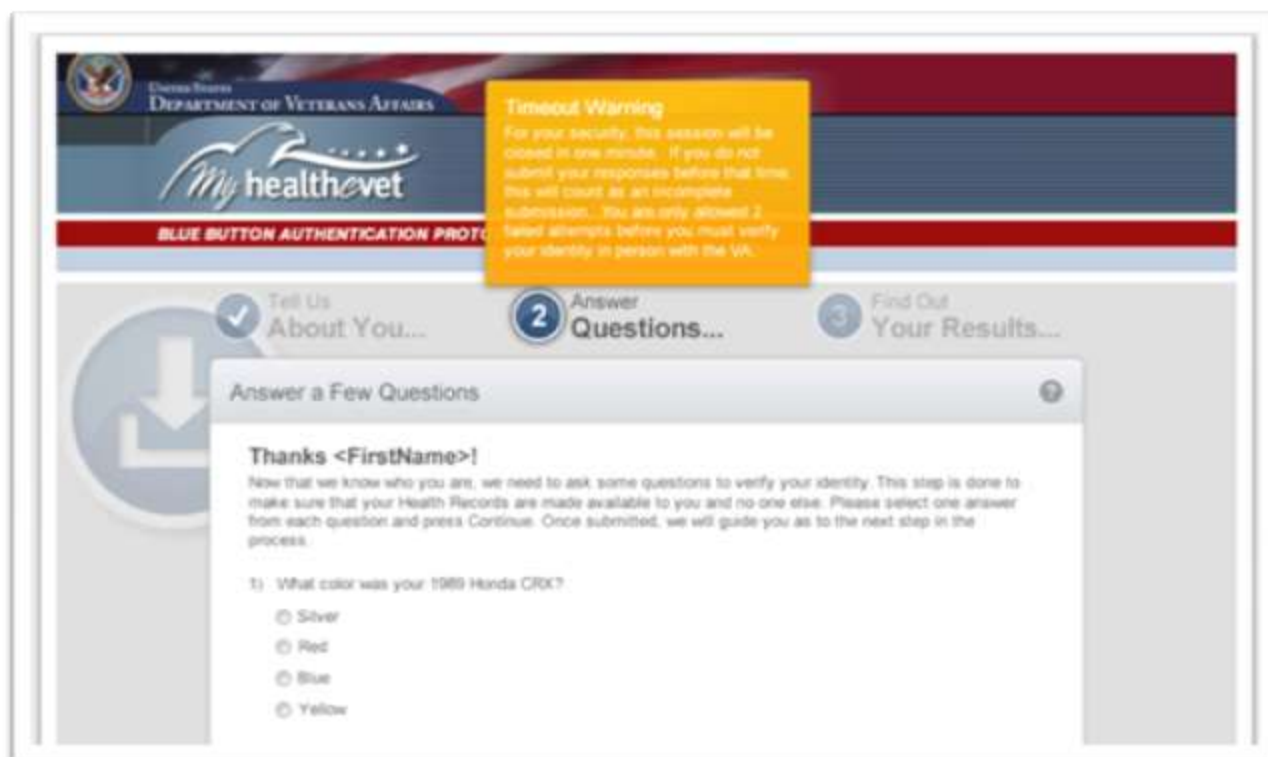 United States
DEPARTMENT OF VETERANS AFFAIRS
My healthevet
BLUE BUTTON AUTHENTICATION PROTO
Timeout Warning
For your security, this session will be
closed in one minute. If you do not
submit your responses before that time
this will count as an incomplete
submission. You are only allowed 2
failed attempts before you must verify
your identity in person with the VA.
Tell Us
About You...
2
Answer
Questions...
3
Find Out
Your Results...
Answer a Few Questions
?
Thanks <FirstName>!
Now that we know who you are, we need to ask some questions to verify your identity. This step is done to
make sure that your Health Records are made available to you and no one else. Please select one answer
from each question and press Continue. Once submitted, we will guide you as to the next step in the
process.
1) What color was your 1989 Honda CRX?
Silver
Red
Blue
Yellow